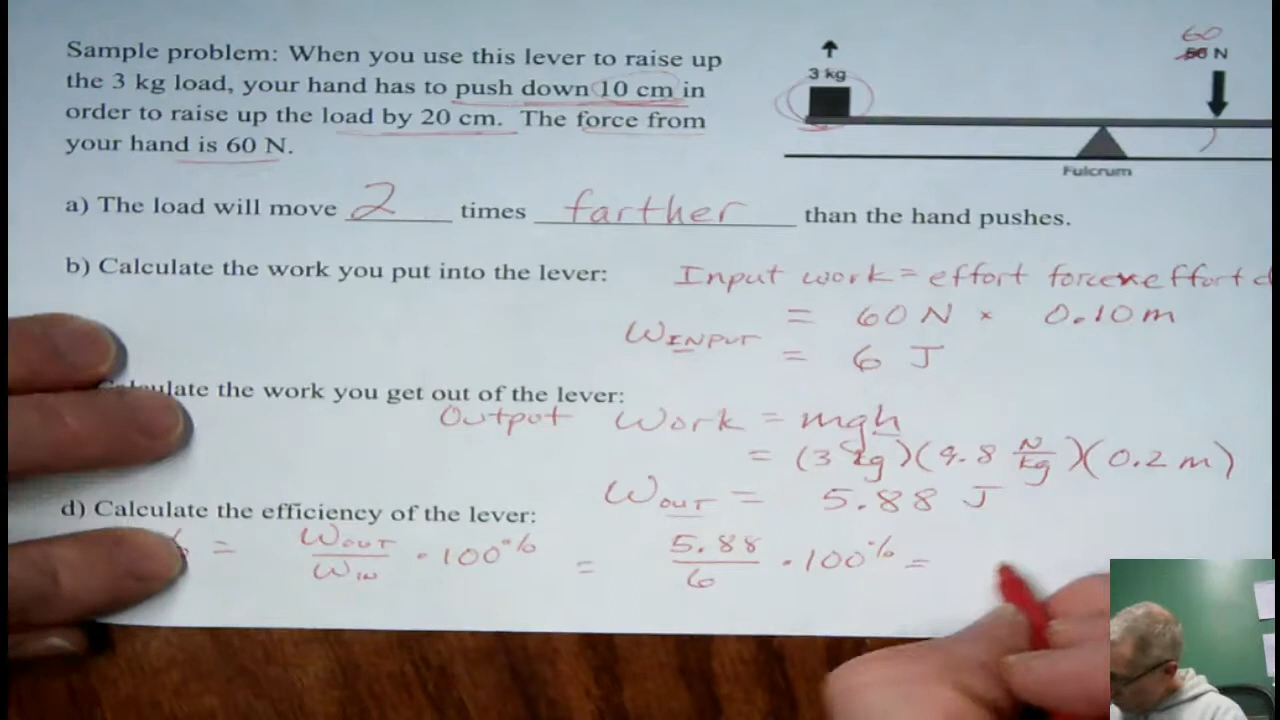 Sample problem: When you use this lever to raise up
the 3 kg load, your hand has to push down 10 cm in
order to raise up the load by 20 cm. The force from
your hand is 60 N.
60
50 N
3 kg
Fulcrum
a) The load will move 2 times farther than the hand pushes.
b) Calculate the work you put into the lever: Input work = effort force × effort
= 60 N × 0.10 m
WINPUT = 6 J
Calculate the work you get out of the lever:
Output Work = mgh
= (3 kg)(9.8 N/kg)(0.2 m)
WOUT = 5.88 J
d) Calculate the efficiency of the lever:
= WOUT/WIN · 100% = 5.88/6 · 100% =